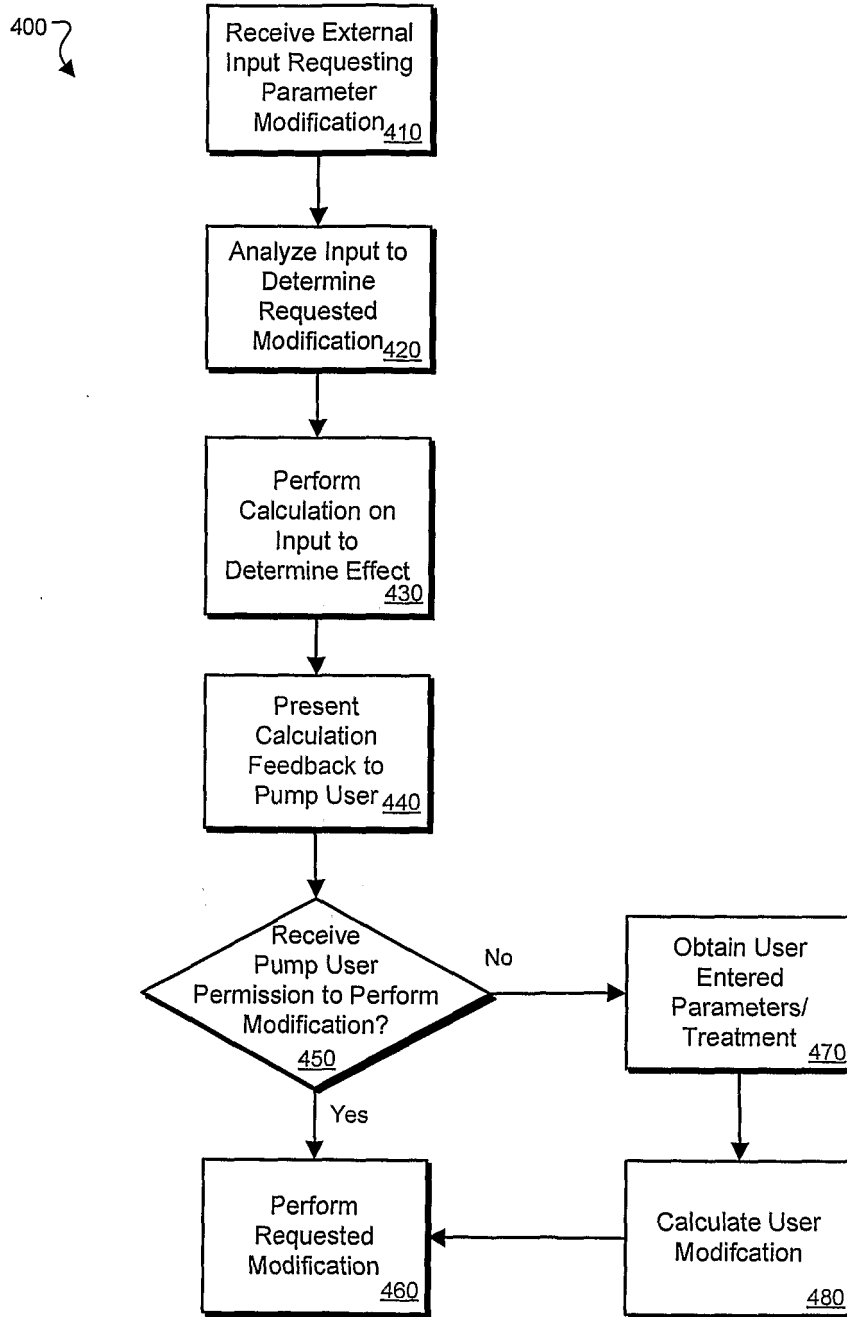 400
Receive External
Input Requesting
Parameter
Modification
410
Analyze Input to
Determine
Requested
Modification
420
Perform
Calculation on
Input to
Determine Effect
430
Present
Calculation
Feedback to
Pump User
440
Receive
Pump User
Permission to Perform
Modification?
450
No
Obtain User
Entered
Parameters/
Treatment
470
Yes
Perform
Requested
Modification
460
Calculate User
Modifcation
480